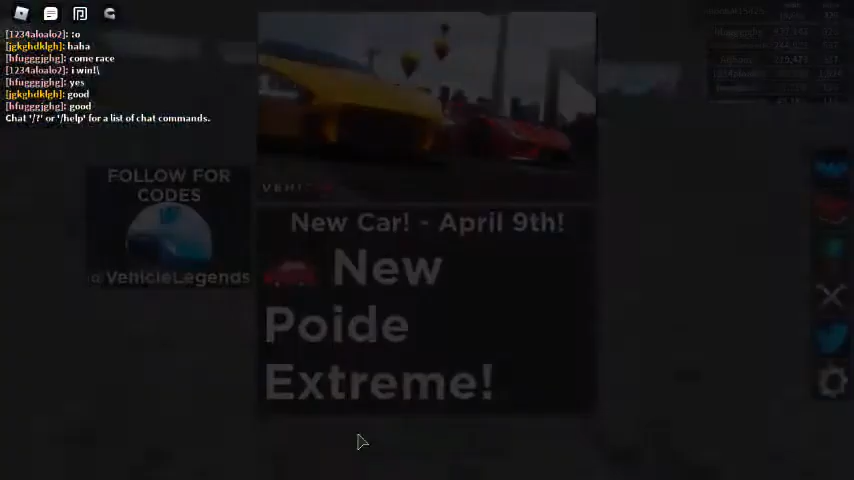 [1234aloalo2]: :o
[jgkghdklgh]: haha
[hfugggjghg]: come race
[1234aloalo2]: i win!\
[hfugggjghg]: yes
[jgkghdklgh]: good
[hfugggjghg]: good
Chat '/?' or '/help' for a list of chat commands.
FOLLOW FOR
CODES
@VehicleLegends
New Car! - April 9th!
New
Poide
Extreme!